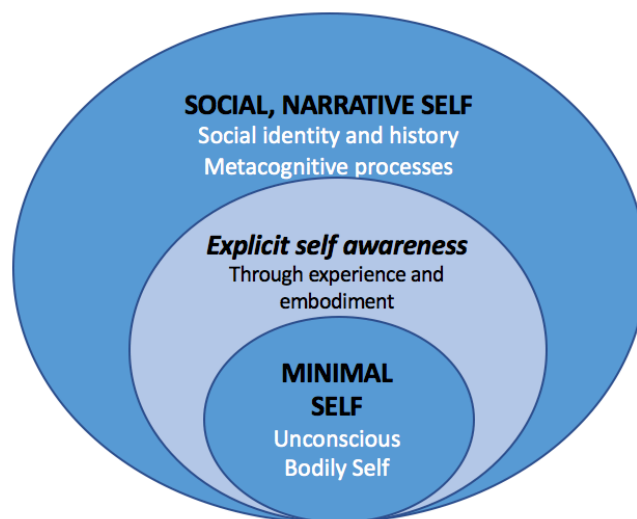 SOCIAL, NARRATIVE SELF
Social identity and history
Metacognitive processes
Explicit self awareness
Through experience and
embodiment
MINIMAL
SELF
Unconscious
Bodily Self